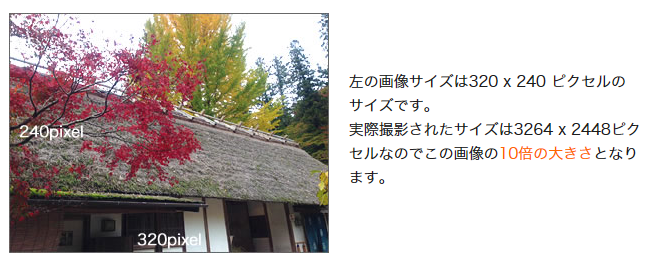 240pixel
320pixel
左の画像サイズは320 x 240 ピクセルの
サイズです。
実際撮影されたサイズは3264 x 2448ピク
セルなのでこの画像の10倍の大きさとなり
ます。